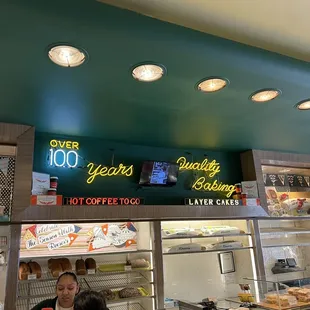 OVER
100
Years
Quality
Baking
HOT COFFEE TO GO
LAYER CAKES